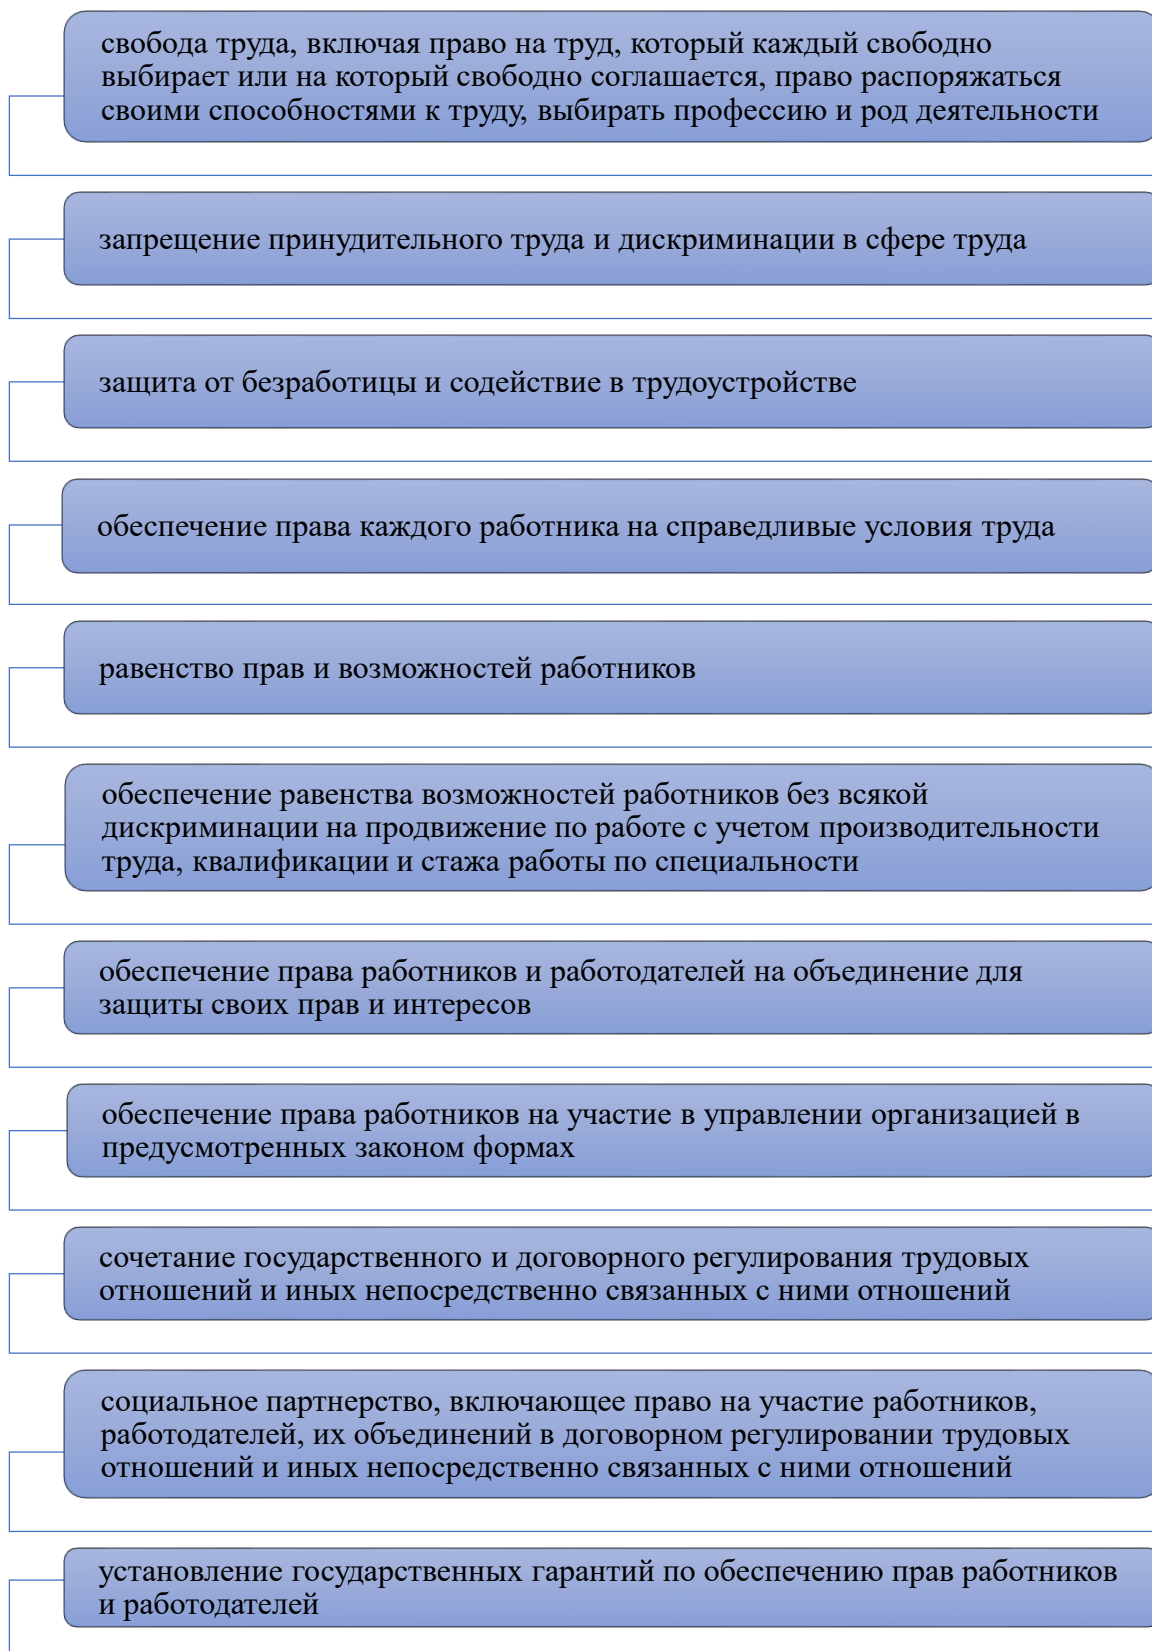 свобода труда, включая право на труд, который каждый свободно
выбирает или на который свободно соглашается, право распоряжаться
своими способностями к труду, выбирать профессию и род деятельности
запрещение принудительного труда и дискриминации в сфере труда
защита от безработицы и содействие в трудоустройстве
обеспечение права каждого работника на справедливые условия труда
равенство прав и возможностей работников
обеспечение равенства возможностей работников без всякой
дискриминации на продвижение по работе с учетом производительности
труда, квалификации и стажа работы по специальности
обеспечение права работников и работодателей на объединение для
защиты своих прав и интересов
обеспечение права работников на участие в управлении организацией в
предусмотренных законом формах
сочетание государственного и договорного регулирования трудовых
отношений и иных непосредственно связанных с ними отношений
социальное партнерство, включающее право на участие работников,
работодателей, их объединений в договорном регулировании трудовых
отношений и иных непосредственно связанных с ними отношений
установление государственных гарантий по обеспечению прав работников
и работодателей